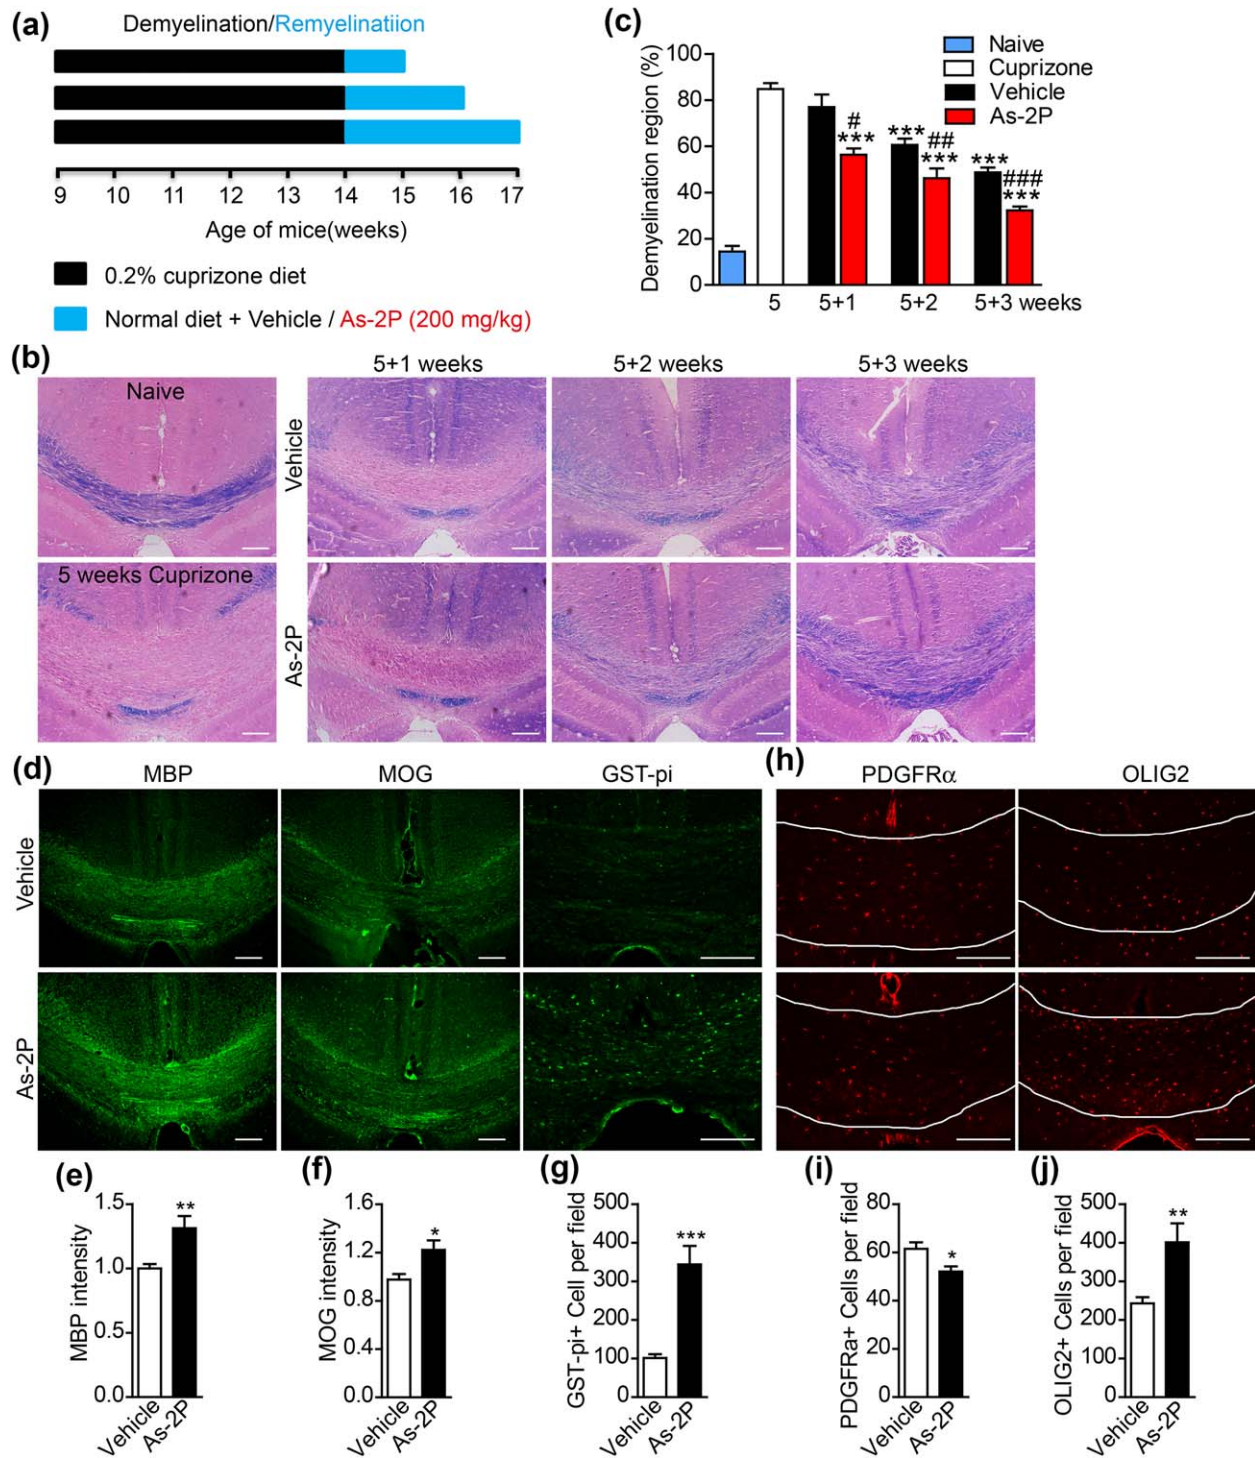 (a)
Demyelination/Remyelinatiion
9 10 11 12 13 14 15 16 17
Age of mice(weeks)
0.2% cuprizone diet
Normal diet + Vehicle / As-2P (200 mg/kg)
(c)
Naive
Cuprizone
Vehicle
As-2P
Demyelination region (%)
100
80
60
40
20
0
#
***
***
##
***
***
###
***
5 5+1 5+2 5+3 weeks
(b)
5+1 weeks 5+2 weeks 5+3 weeks
Naive
Vehicle
5 weeks Cuprizone
As-2P
(d)
MBP MOG GST-pi
Vehicle
As-2P
(h)
PDGFRα OLIG2
(e)
MBP intensity
1.5
1.0
0.5
0.0
**
Vehicle
As-2P
(f)
MOG intensity
1.6
1.2
0.8
0.4
0.0
*
Vehicle
As-2P
(g)
GST-pi+ Cell per field
500
400
300
200
100
0
***
Vehicle
As-2P
(i)
PDGFRa+ Cells per field
80
60
40
20
0
*
Vehicle
As-2P
(j)
OLIG2+ Cells per field
500
400
300
200
100
0
**
Vehicle
As-2P